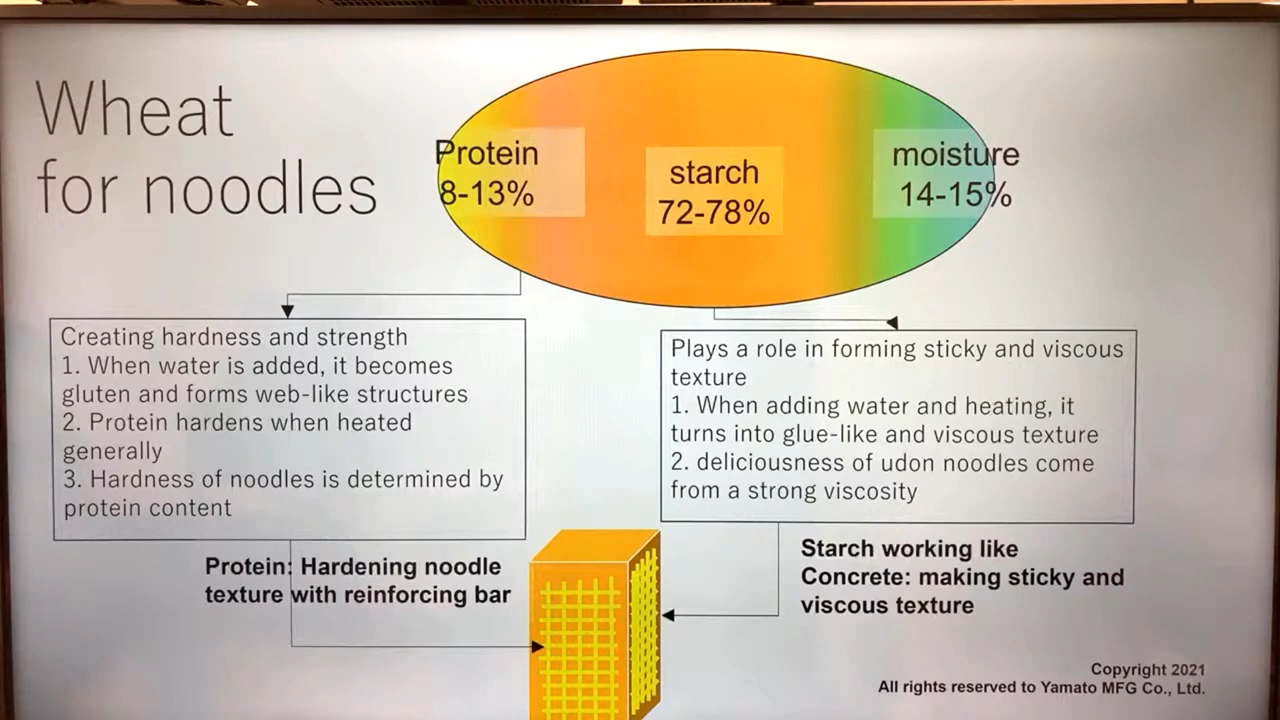 Wheat
for noodles
Protein
8-13%
starch
72-78%
moisture
14-15%
Creating hardness and strength
1. When water is added, it becomes
gluten and forms web-like structures
2. Protein hardens when heated
generally
3. Hardness of noodles is determined by
protein content
Plays a role in forming sticky and viscous
texture
1. When adding water and heating, it
turns into glue-like and viscous texture
2. deliciousness of udon noodles come
from a strong viscosity
Protein: Hardening noodle
texture with reinforcing bar
Starch working like
Concrete: making sticky and
viscous texture
Copyright 2021
All rights reserved to Yamato MFG Co., Ltd.